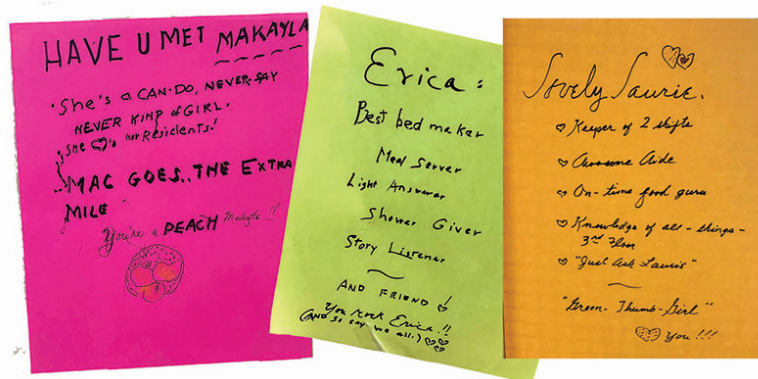 HAVE U MET MAKAYLA
• She's a CAN-DO, NEVER-SAY
NEVER KIND of GIRL.
• She ♡'s her Residents!
MAC GOES.. THE EXTRA
MILE
You're a PEACH Makayla!!
Erica:
Best bed maker
Meal Server
Light Answerer
Shower Giver
Story Listener
AND FRIEND!
You Rock Erica.!!
(AND so say we all.) ♡♡♡♡
Lovely Laurie.
♡ Keeper of 2 shifts
♡ Awesome Aide
♡ On-time food guru
♡ Knowledge of all-things-
3rd Floor
♡ "Just Ask Laurie"
"Green-Thumb-Girl"
♡♡ You!!!